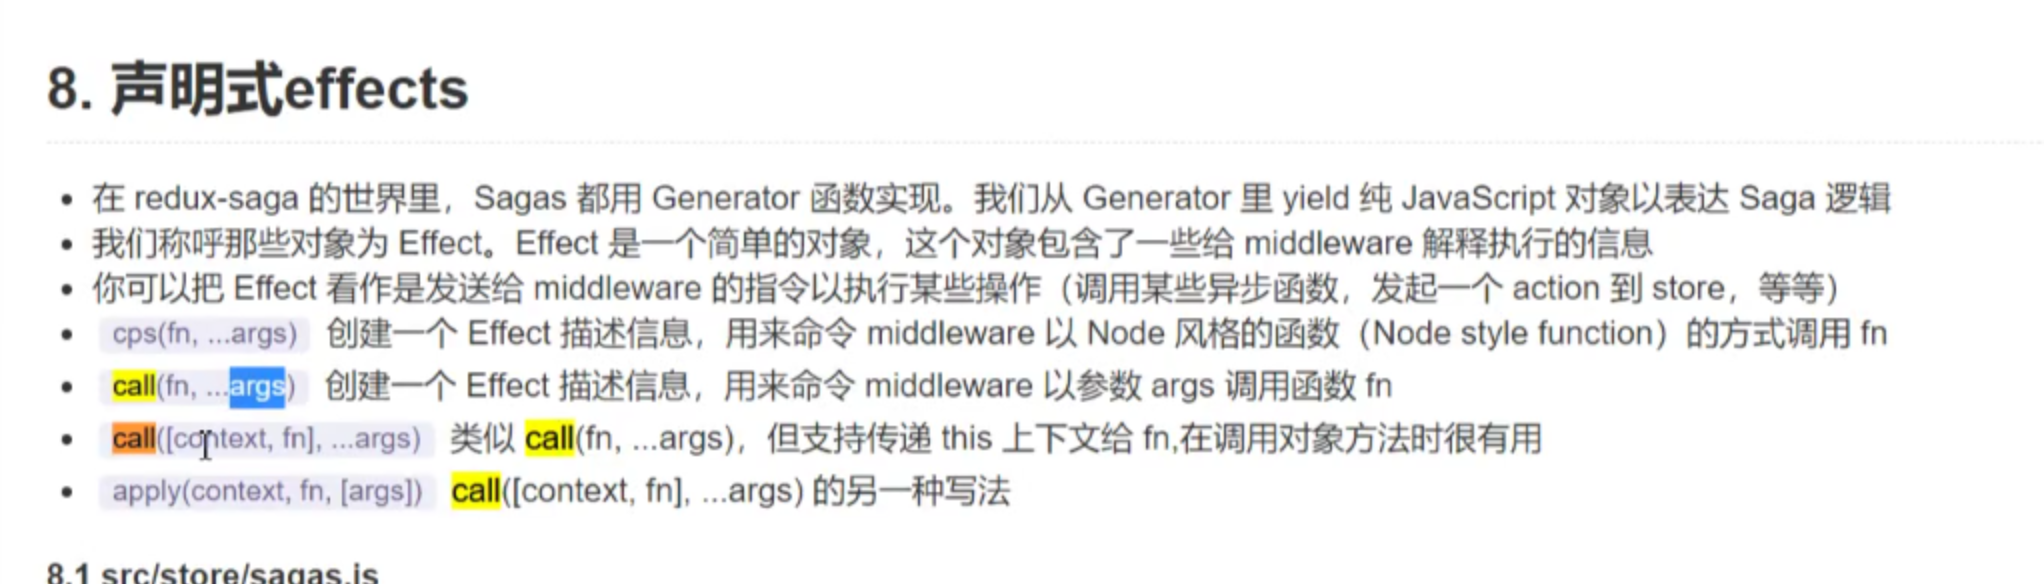 8. 声明式effects
在 redux-saga 的世界里，Sagas 都用 Generator 函数实现。我们从 Generator 里 yield 纯 JavaScript 对象以表达 Saga 逻辑
我们称呼那些对象为 Effect。Effect 是一个简单的对象，这个对象包含了一些给 middleware 解释执行的信息
你可以把 Effect 看作是发送给 middleware 的指令以执行某些操作（调用某些异步函数，发起一个 action 到 store，等等）
cps(fn, ...args) 创建一个 Effect 描述信息，用来命令 middleware 以 Node 风格的函数（Node style function）的方式调用 fn
call(fn, ...args) 创建一个 Effect 描述信息，用来命令 middleware 以参数 args 调用函数 fn
call([context, fn], ...args) 类似 call(fn, ...args)，但支持传递 this 上下文给 fn,在调用对象方法时很有用
apply(context, fn, [args]) call([context, fn], ...args) 的另一种写法
8.1 src/store/sagas.js